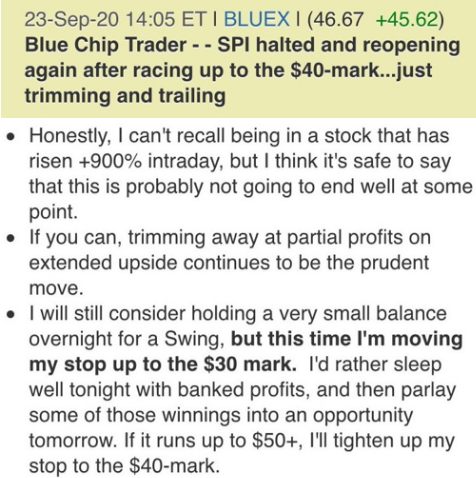 23-Sep-20 14:05 ET | BLUEX | (46.67 +45.62)
Blue Chip Trader - - SPI halted and reopening
again after racing up to the $40-mark...just
trimming and trailing
• Honestly, I can't recall being in a stock that has
risen +900% intraday, but I think it's safe to say
that this is probably not going to end well at some
point.
• If you can, trimming away at partial profits on
extended upside continues to be the prudent
move.
• I will still consider holding a very small balance
overnight for a Swing, but this time I'm moving
my stop up to the $30 mark. I'd rather sleep
well tonight with banked profits, and then parlay
some of those winnings into an opportunity
tomorrow. If it runs up to $50+, I'll tighten up my
stop to the $40-mark.